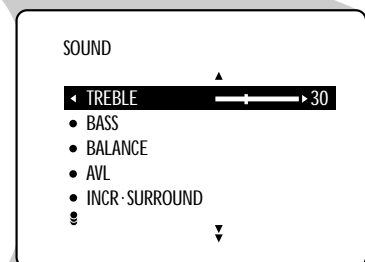 SOUND
TREBLE 30
BASS
BALANCE
AVL
INCR·SURROUND